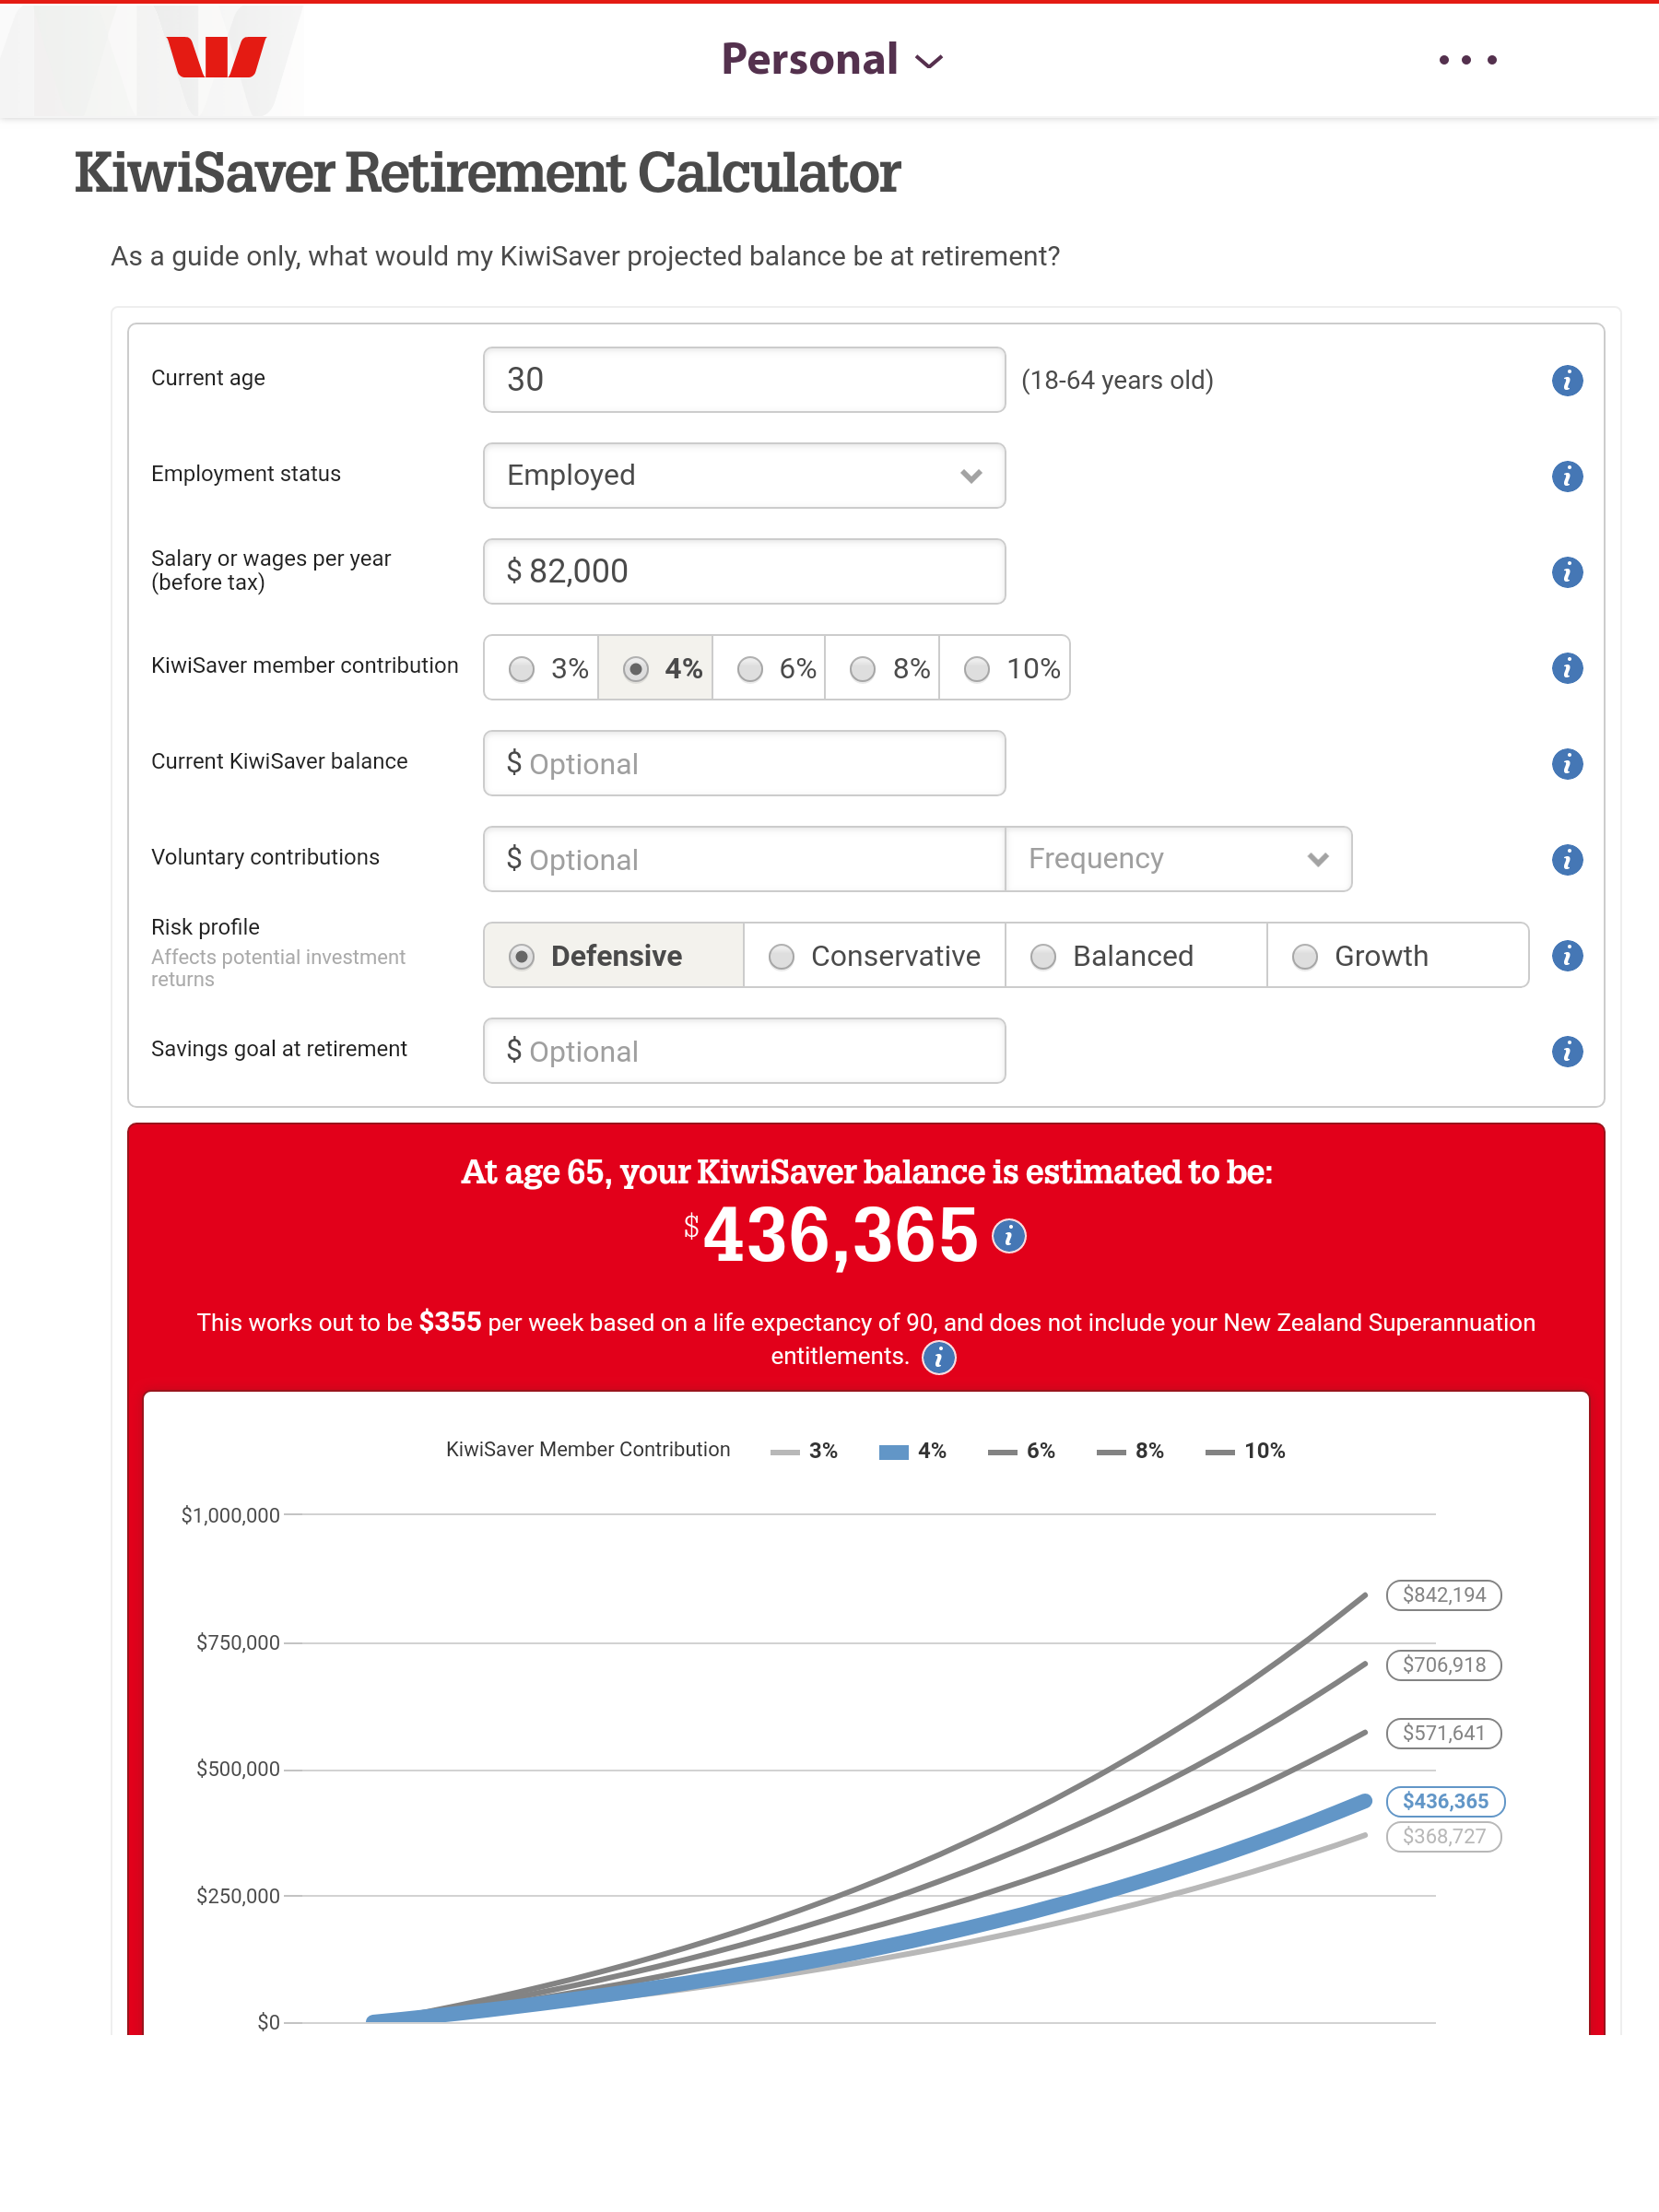 Personal
KiwiSaver Retirement Calculator
As a guide only, what would my KiwiSaver projected balance be at retirement?
Current age 30 (18-64 years old)
Employment status Employed
Salary or wages per year
(before tax) $ 82,000
KiwiSaver member contribution 3% 4% 6% 8% 10%
Current KiwiSaver balance $ Optional
Voluntary contributions $ Optional Frequency
Risk profile
Affects potential investment
returns
Defensive Conservative Balanced Growth
Savings goal at retirement $ Optional
At age 65, your KiwiSaver balance is estimated to be:
$436,365
This works out to be $355 per week based on a life expectancy of 90, and does not include your New Zealand Superannuation
entitlements.
KiwiSaver Member Contribution 3% 4% 6% 8% 10%
$1,000,000
$842,194
$750,000
$706,918
$571,641
$500,000
$436,365
$368,727
$250,000
$0